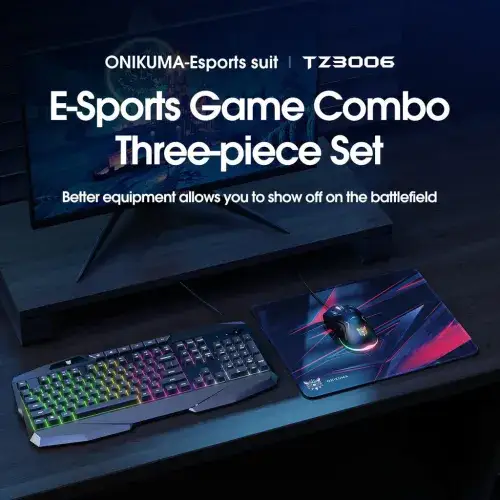 ONIKUMA-Esports suit | TZ3006
E-Sports Game Combo
Three-piece Set
Better equipment allows you to show off on the battlefield
ONIKUMA